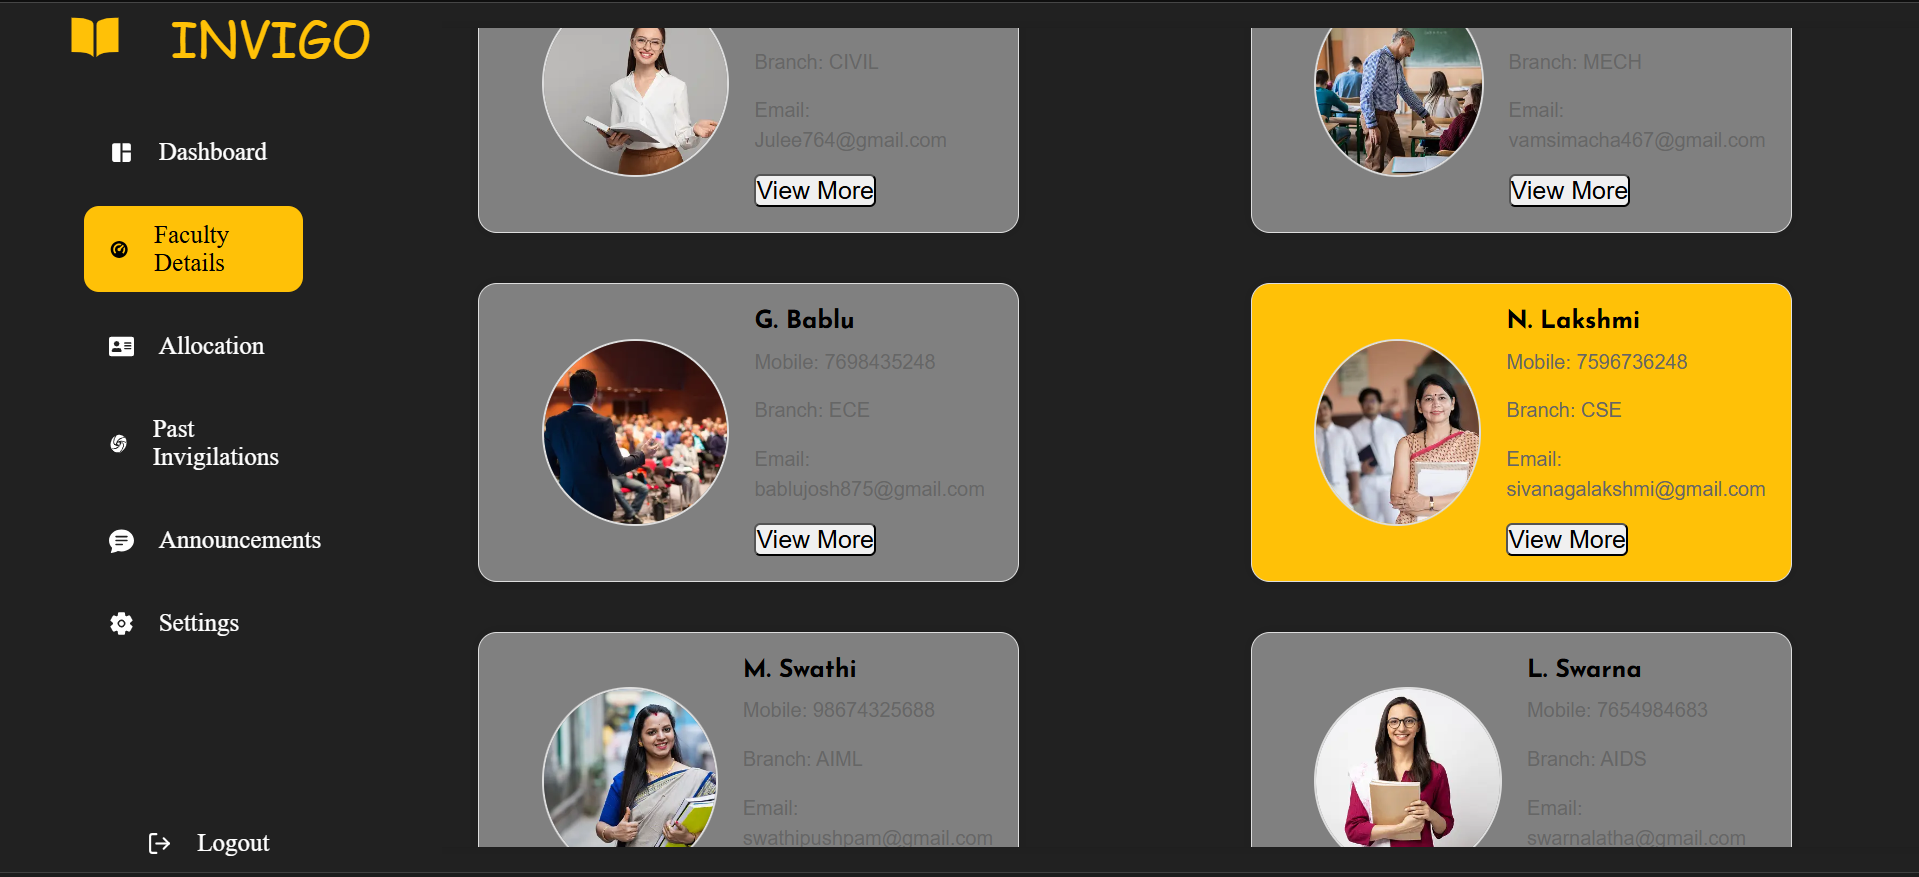 INVIGO
Dashboard
Faculty
Details
Allocation
Past
Invigilations
Announcements
Settings
Logout
Branch: CIVIL
Email:
Julee764@gmail.com
View More
Branch: MECH
Email:
vamsimacha467@gmail.com
View More
G. Bablu
Mobile: 7698435248
Branch: ECE
Email:
bablujosh875@gmail.com
View More
N. Lakshmi
Mobile: 7596736248
Branch: CSE
Email:
sivanagalakshmi@gmail.com
View More
M. Swathi
Mobile: 98674325688
Branch: AIML
Email:
swathipushpam@gmail.com
L. Swarna
Mobile: 7654984683
Branch: AIDS
Email:
swarnalatha@gmail.com